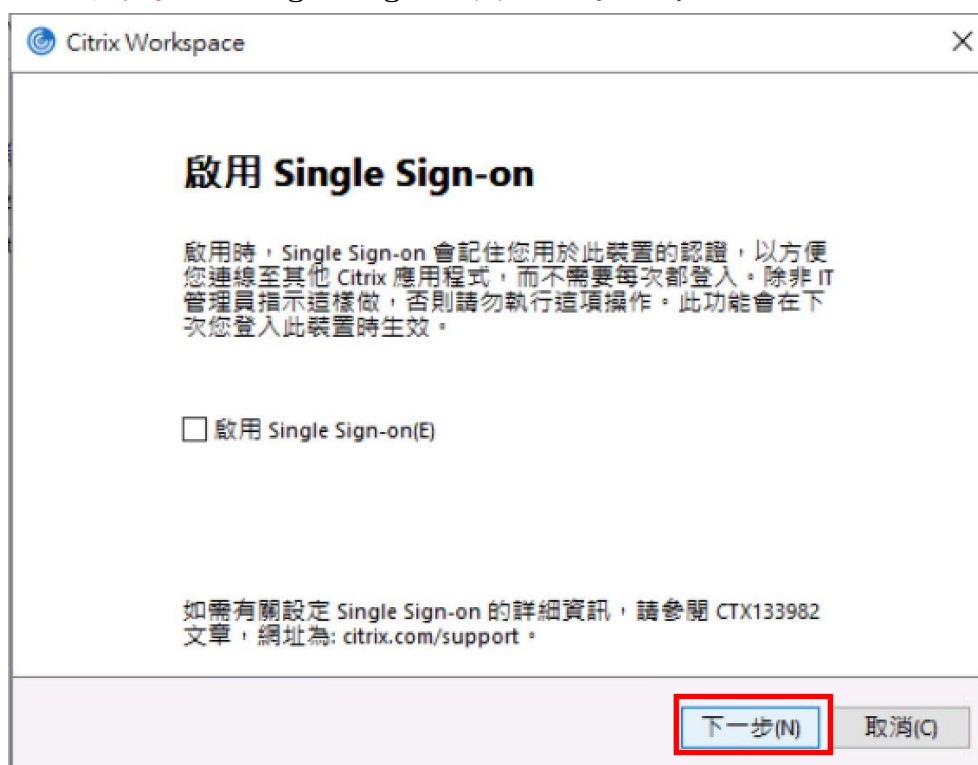 Citrix Workspace
啟用 Single Sign-on
啟用時，Single Sign-on 會記住您用於此裝置的認證，以方便
您連線至其他 Citrix 應用程式，而不需要每次都登入。除非 IT
管理員指示這樣做，否則請勿執行這項操作。此功能會在下
次您登入此裝置時生效。
啟用 Single Sign-on(E)
如需有關設定 Single Sign-on 的詳細資訊，請參閱 CTX133982
文章，網址為: citrix.com/support。
下一步(N) 取消(C)